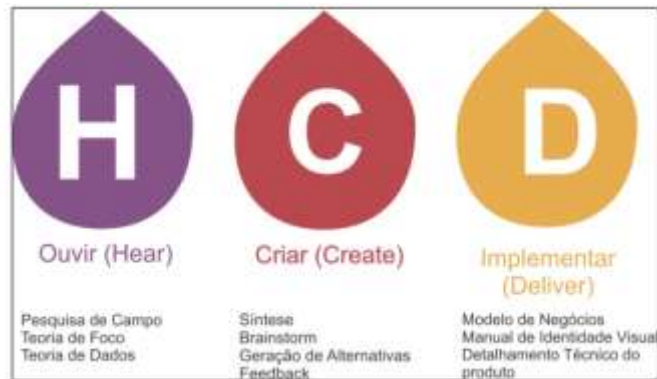 H
Ouvir (Hear)
Pesquisa de Campo
Teoria de Foco
Teoria de Dados
C
Criar (Create)
Síntese
Brainstorm
Geração de Alternativas
Feedback
D
Implementar
(Deliver)
Modelo de Negócios
Manual de Identidade Visual
Detalhamento Técnico do
produto